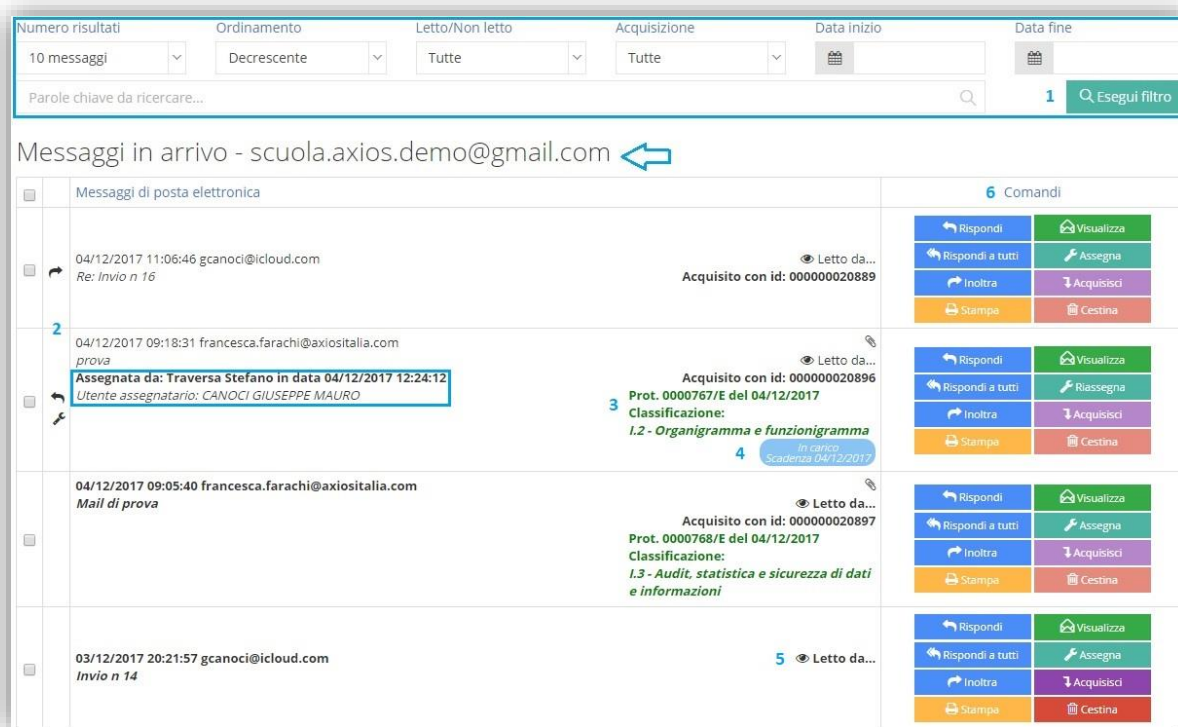 Numero risultati Ordinamento Letto/Non letto Acquisizione Data inizio Data fine
10 messaggi Decrescente Tutte Tutte
Parole chiave da ricercare... 1 Esegui filtro
Messaggi in arrivo - scuola.axios.demo@gmail.com
Messaggi di posta elettronica 6 Comandi
Rispondi Visualizza
04/12/2017 11:06:46 gcanoci@icloud.com Letto da... Rispondi a tutti Assegna
Re: Invio n 16 Acquisito con id: 000000020889
Inoltra Acquisisci
Stampa Cestina
2
04/12/2017 09:18:31 francesca.farachi@axiositalia.com
prova Letto da... Rispondi Visualizza
Assegnata da: Traversa Stefano in data 04/12/2017 12:24:12 Acquisito con id: 000000020896
Utente assegnatario: CANOCI GIUSEPPE MAURO Prot. 0000767/E del 04/12/2017 Rispondi a tutti Riassegna
3 Classificazione: Inoltra Acquisisci
I.2 - Organigramma e funzionigramma Stampa Cestina
4 In carico
Scadenza 04/12/2017
04/12/2017 09:05:40 francesca.farachi@axiositalia.com
Mail di prova Letto da... Rispondi Visualizza
Acquisito con id: 000000020897 Rispondi a tutti Assegna
Prot. 0000768/E del 04/12/2017
Classificazione: Inoltra Acquisisci
I.3 - Audit, statistica e sicurezza di dati Stampa Cestina
e informazioni
Rispondi Visualizza
03/12/2017 20:21:57 gcanoci@icloud.com 5 Letto da... Rispondi a tutti Assegna
Invio n 14 Inoltra Acquisisci
Stampa Cestina